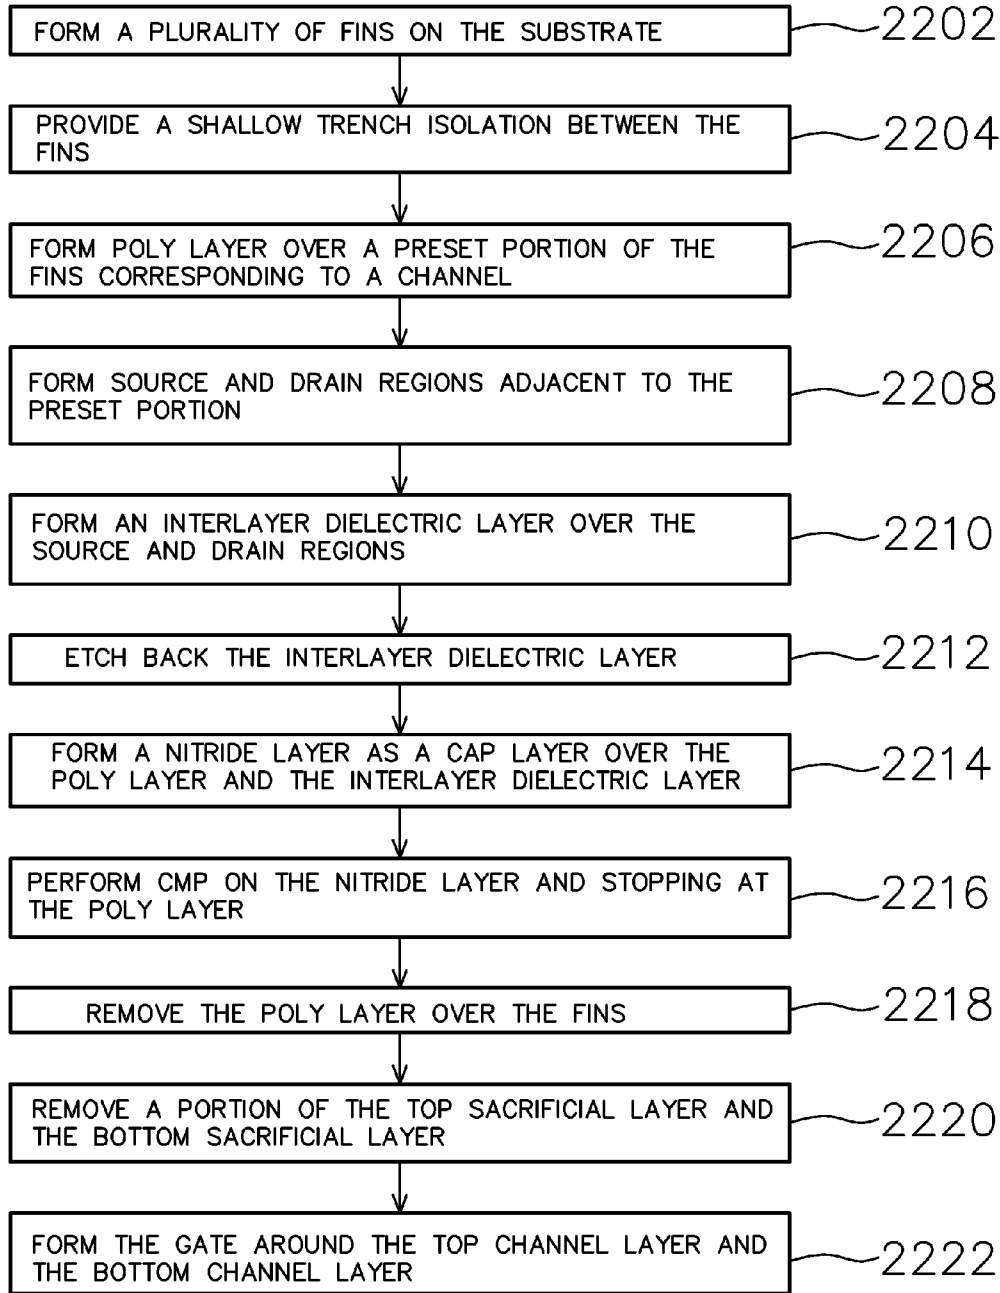 FORM A PLURALITY OF FINS ON THE SUBSTRATE
2202
PROVIDE A SHALLOW TRENCH ISOLATION BETWEEN THE
FINS
2204
FORM POLY LAYER OVER A PRESET PORTION OF THE
FINS CORRESPONDING TO A CHANNEL
2206
FORM SOURCE AND DRAIN REGIONS ADJACENT TO THE
PRESET PORTION
2208
FORM AN INTERLAYER DIELECTRIC LAYER OVER THE
SOURCE AND DRAIN REGIONS
2210
ETCH BACK THE INTERLAYER DIELECTRIC LAYER
2212
FORM A NITRIDE LAYER AS A CAP LAYER OVER THE
POLY LAYER AND THE INTERLAYER DIELECTRIC LAYER
2214
PERFORM CMP ON THE NITRIDE LAYER AND STOPPING AT
THE POLY LAYER
2216
REMOVE THE POLY LAYER OVER THE FINS
2218
REMOVE A PORTION OF THE TOP SACRIFICIAL LAYER AND
THE BOTTOM SACRIFICIAL LAYER
2220
FORM THE GATE AROUND THE TOP CHANNEL LAYER AND
THE BOTTOM CHANNEL LAYER
2222